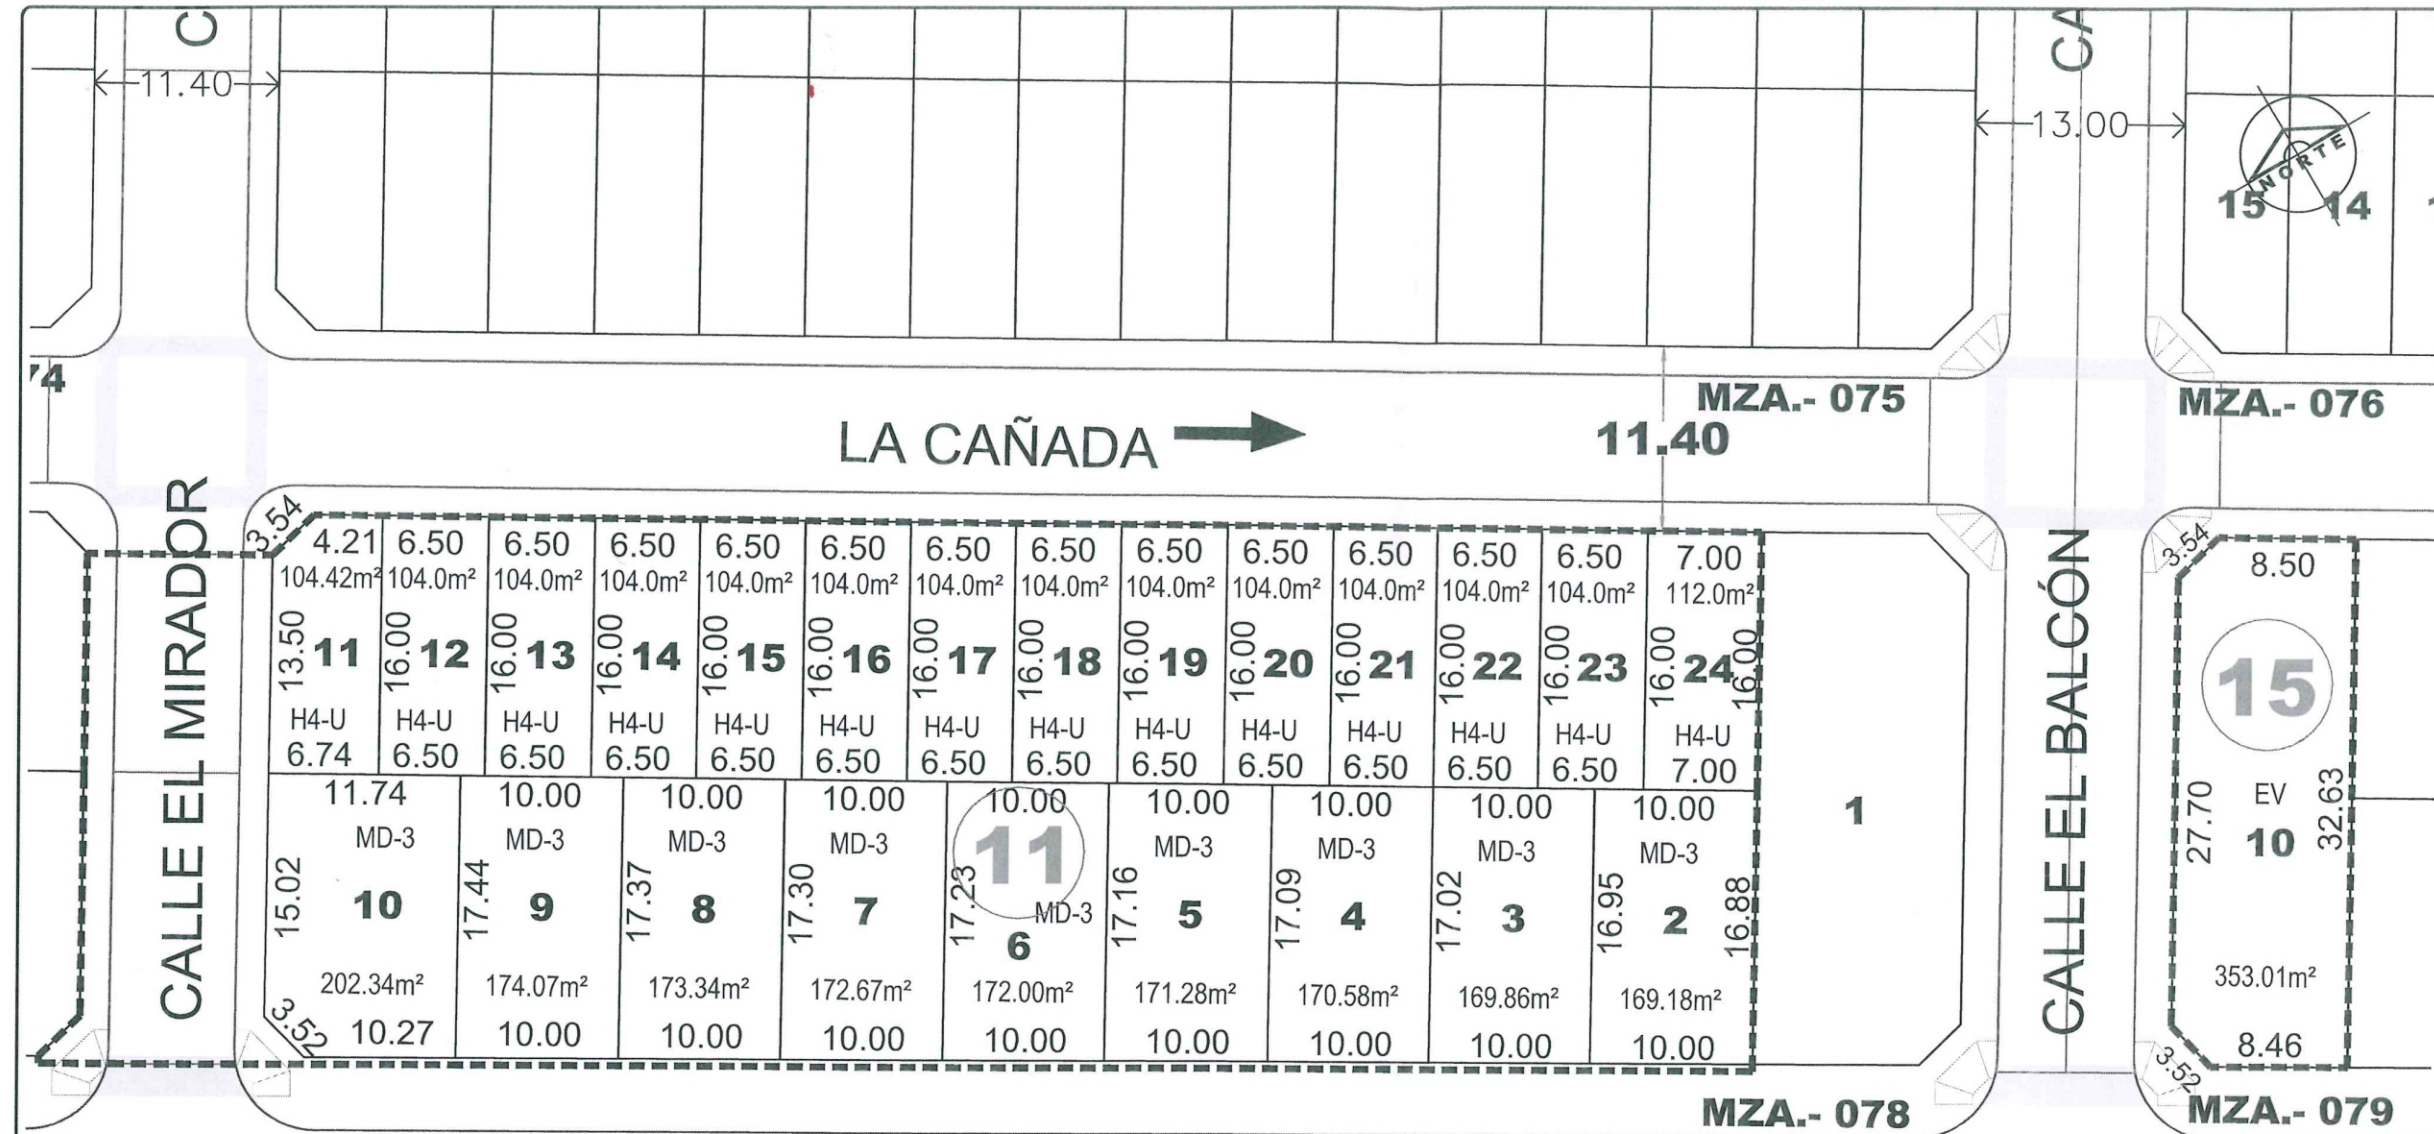 C
CA
11.40
13.00
NORTE
15
14
74
MZA.- 075
MZA.- 076
LA CAÑADA
11.40
CALLE EL MIRADOR
CALLE EL BALCÓN
3.54
4.21 6.50 6.50 6.50 6.50 6.50 6.50 6.50 6.50 6.50 6.50 6.50 6.50 7.00
104.42m² 104.0m² 104.0m² 104.0m² 104.0m² 104.0m² 104.0m² 104.0m² 104.0m² 104.0m² 104.0m² 104.0m² 104.0m² 112.0m²
13.50 11 16.00 12 16.00 13 16.00 14 16.00 15 16.00 16 16.00 17 16.00 18 16.00 19 16.00 20 16.00 21 16.00 22 16.00 23 16.00 24 16.00
H4-U H4-U H4-U H4-U H4-U H4-U H4-U H4-U H4-U H4-U H4-U H4-U H4-U H4-U
6.74 6.50 6.50 6.50 6.50 6.50 6.50 6.50 6.50 6.50 6.50 6.50 6.50 7.00
11.74 10.00 10.00 10.00 10.00 10.00 10.00 10.00 10.00
MD-3 MD-3 MD-3 MD-3 11 MD-3 MD-3 MD-3 MD-3
MD-3
15.02 10 17.44 9 17.37 8 17.30 7 17.23 6 17.16 5 17.09 4 17.02 3 16.95 2 16.88
202.34m² 174.07m² 173.34m² 172.67m² 172.00m² 171.28m² 170.58m² 169.86m² 169.18m²
3.52 10.27 10.00 10.00 10.00 10.00 10.00 10.00 10.00 10.00
1
3.54
8.50
15
27.70
EV
10
32.63
353.01m²
8.46
3.52
MZA.- 078
MZA.- 079